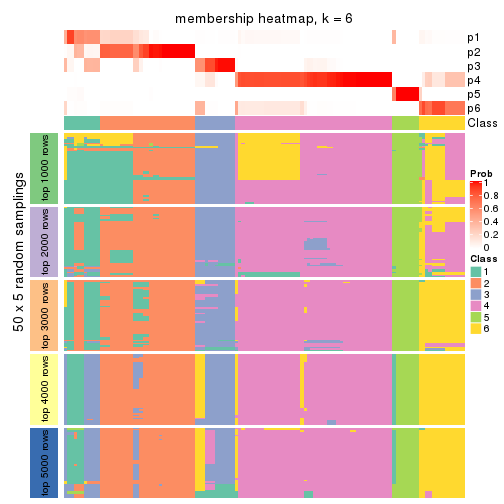 membership heatmap, k = 6
p1
p2
p3
p4
p5
p6
Class
50 x 5 random samplings
top 1000 rows
top 2000 rows
top 3000 rows
top 4000 rows
top 5000 rows
Prob
1
0.8
0.6
0.4
0.2
0
Class
1
2
3
4
5
6